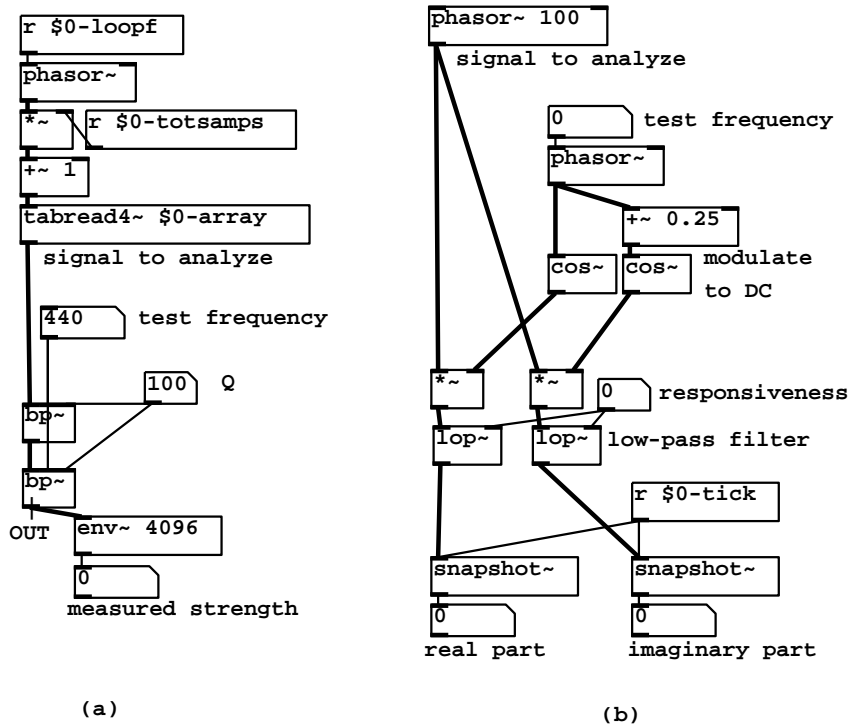 r $0-loopf
phasor~
*~
r $0-totsamps
+~ 1
tabread4~ $0-array
signal to analyze
440
test frequency
100
Q
bp~
bp~
OUT
env~ 4096
0
measured strength
(a)
phasor~ 100
signal to analyze
0
test frequency
phasor~
+~ 0.25
cos~
cos~
modulate
to DC
*~
*~
0
responsiveness
lop~
lop~
low-pass filter
r $0-tick
snapshot~
snapshot~
0
0
real part
imaginary part
(b)